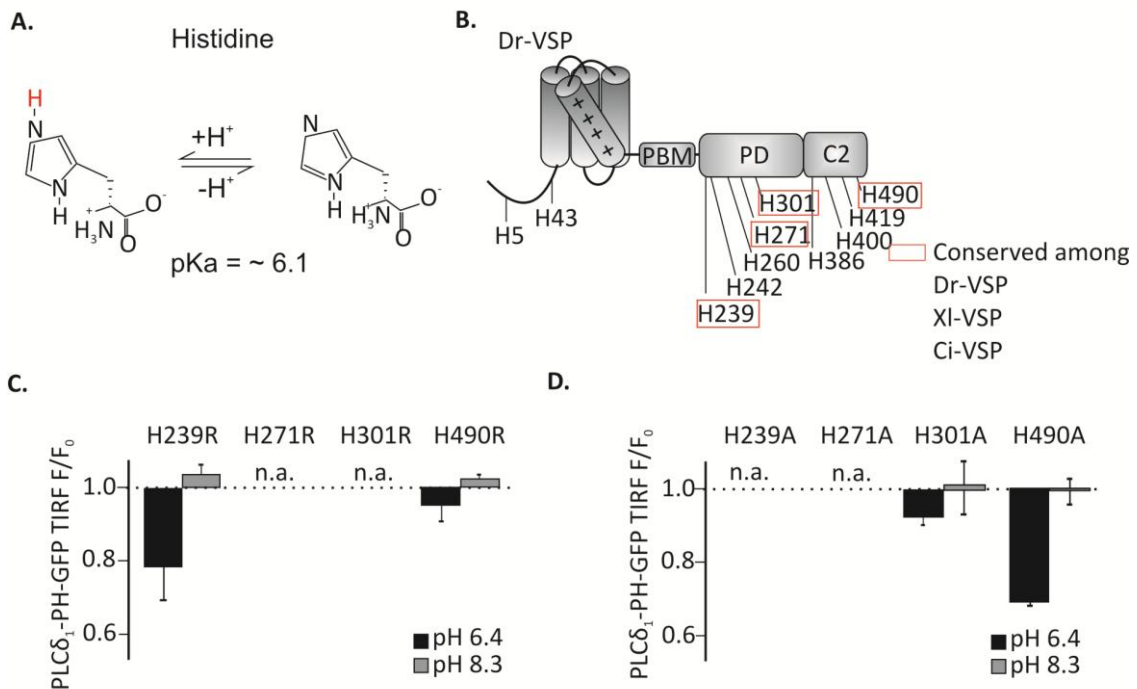 A.
Histidine
H
N
N
H
+H⁺
-H⁺
N
N
H
H₃N⁺
O⁻
O
H₃N⁺
O⁻
O
pKa = ~ 6.1
B.
Dr-VSP
+ + + +
PBM
PD
C2
H5
H43
H301
H271
H260
H242
H239
H490
H419
H400
H386
Conserved among
Dr-VSP
Xl-VSP
Ci-VSP
C.
H239R H271R H301R H490R
n.a. n.a.
PLCδ₁-PH-GFP TIRF F/F₀
1.0
0.8
0.6
pH 6.4
pH 8.3
D.
H239A H271A H301A H490A
n.a. n.a.
PLCδ₁-PH-GFP TIRF F/F₀
1.0
0.8
0.6
pH 6.4
pH 8.3